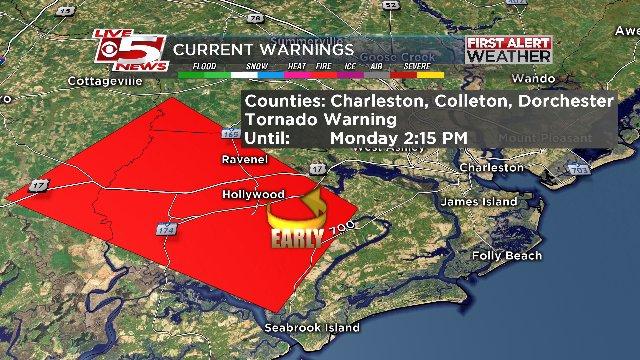 LIVE
5
NEWS
CURRENT WARNINGS
FIRST ALERT
WEATHER
FLOOD SNOW HEAT FIRE ICE AIR SEVERE
78
52
Summerville
Goose Creek
Awe
Cottageville
Wando
Counties: Charleston, Colleton, Dorchester
Tornado Warning
Until: Monday 2:15 PM
165
Mount Pleasant
West Ashley
Ravenel
17
Charleston
703
17
Hollywood
James Island
EARLY
700
174
Folly Beach
Seabrook Island